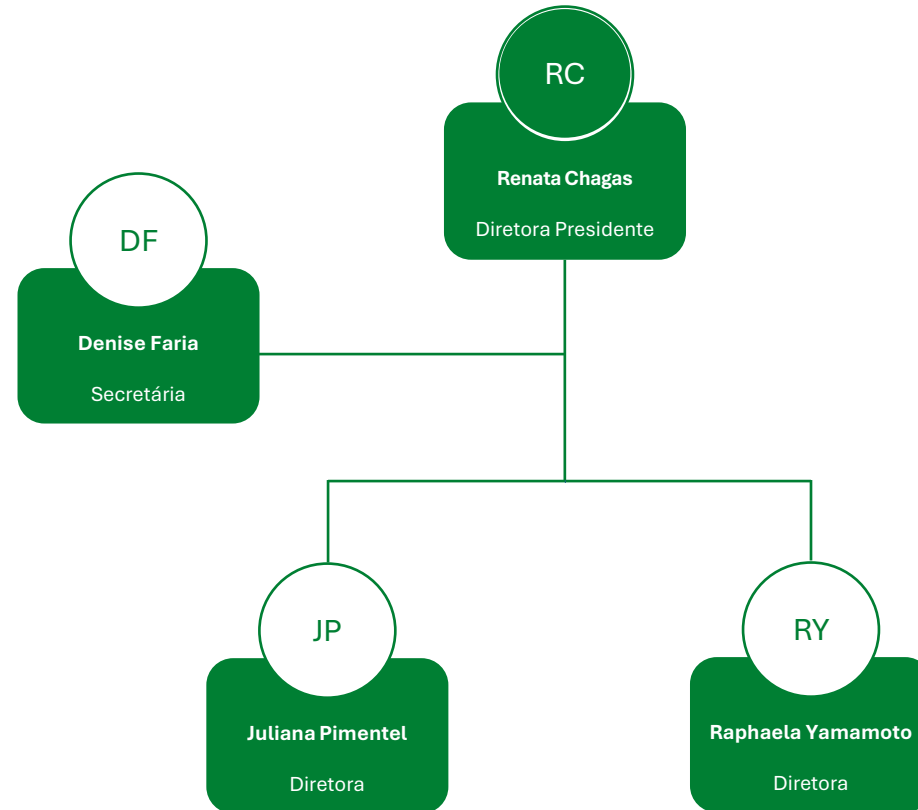 RC
Renata Chagas
Diretora Presidente
DF
Denise Faria
Secretária
JP
Juliana Pimentel
Diretora
RY
Raphaela Yamamoto
Diretora